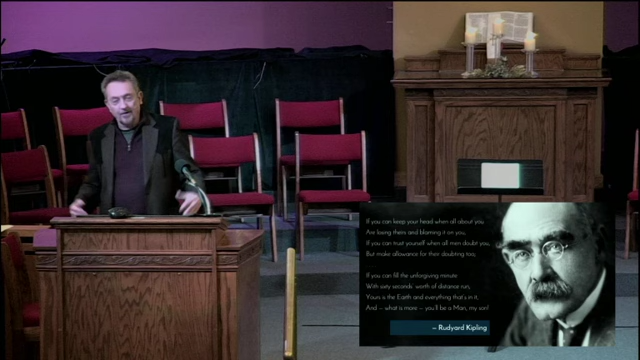 If you can keep your head when all about you,
Are losing theirs and blaming it on you,
If you can trust yourself when all men doubt you,
But make allowance for their doubting too;
If you can fill the unforgiving minute
With sixty seconds' worth of distance run,
Yours is the Earth and everything that's in it,
And – what is more – you'll be a Man, my son!
– Rudyard Kipling